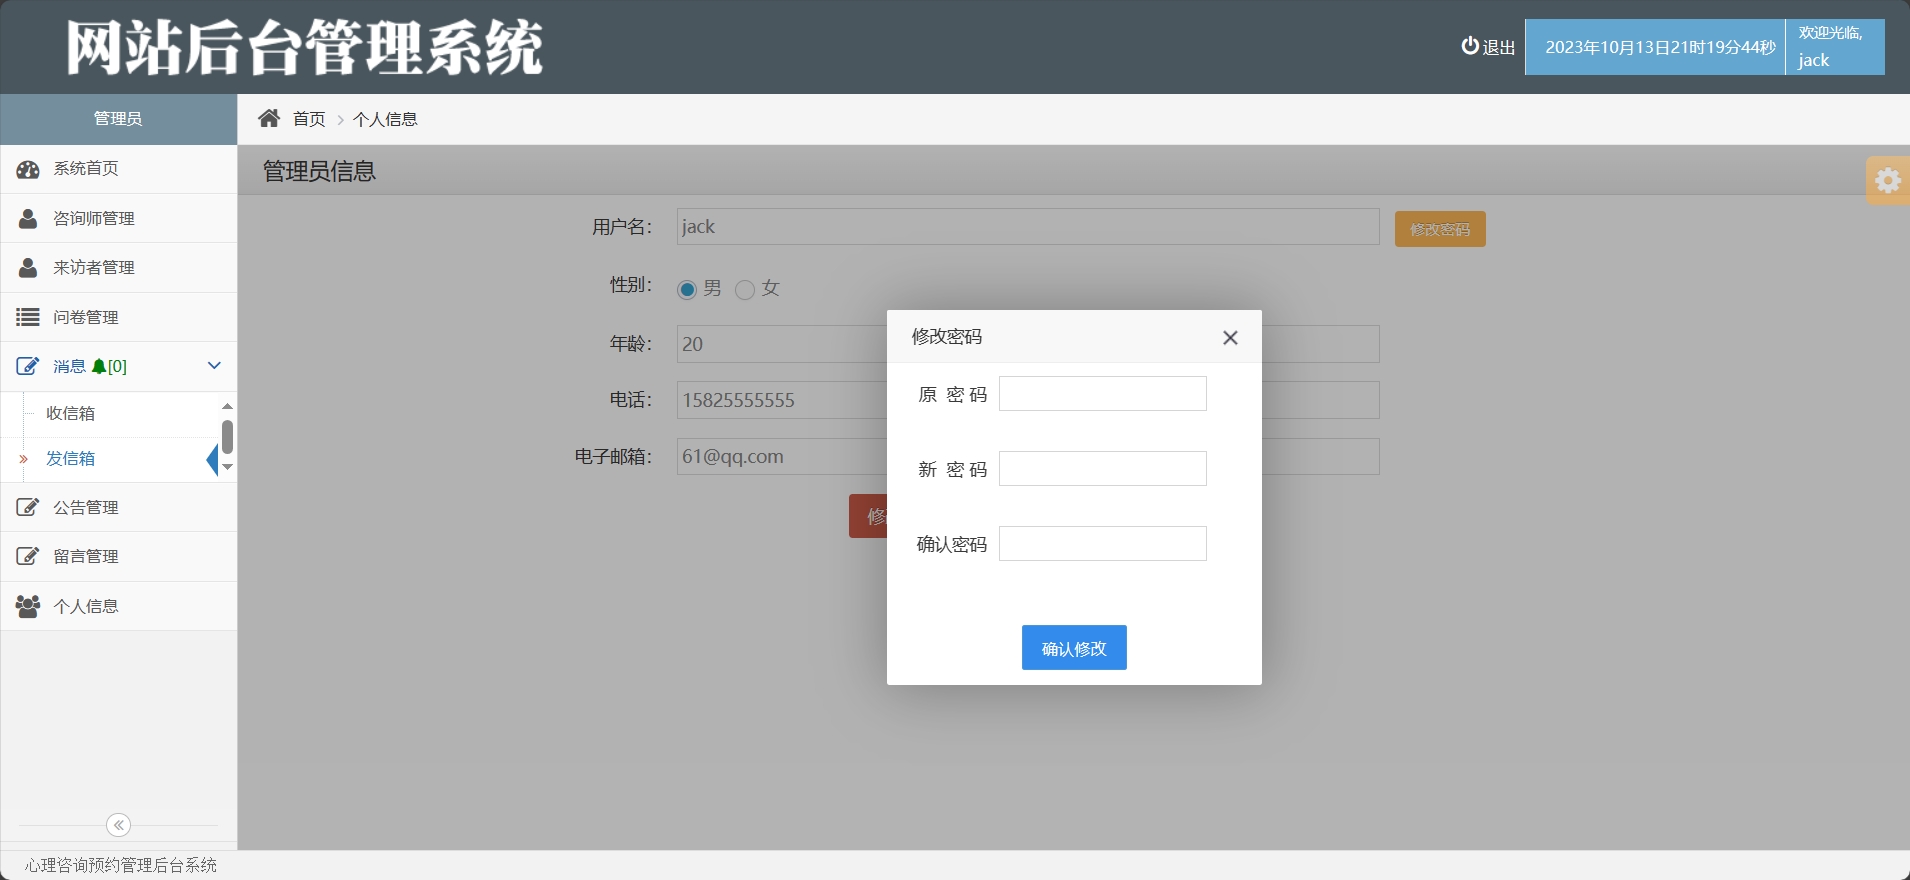 网站后台管理系统
退出
2023年10月13日21时19分44秒
欢迎光临,
jack
管理员
首页 > 个人信息
系统首页
咨询师管理
来访者管理
问卷管理
消息 [0]
收信箱
» 发信箱
公告管理
留言管理
个人信息
管理员信息
用户名: jack 修改密码
性别: 男 女
年龄: 20
电话: 15825555555
电子邮箱: 61@qq.com
修改密码 ×
原 密 码
新 密 码
确认密码
确认修改
心理咨询预约管理后台系统